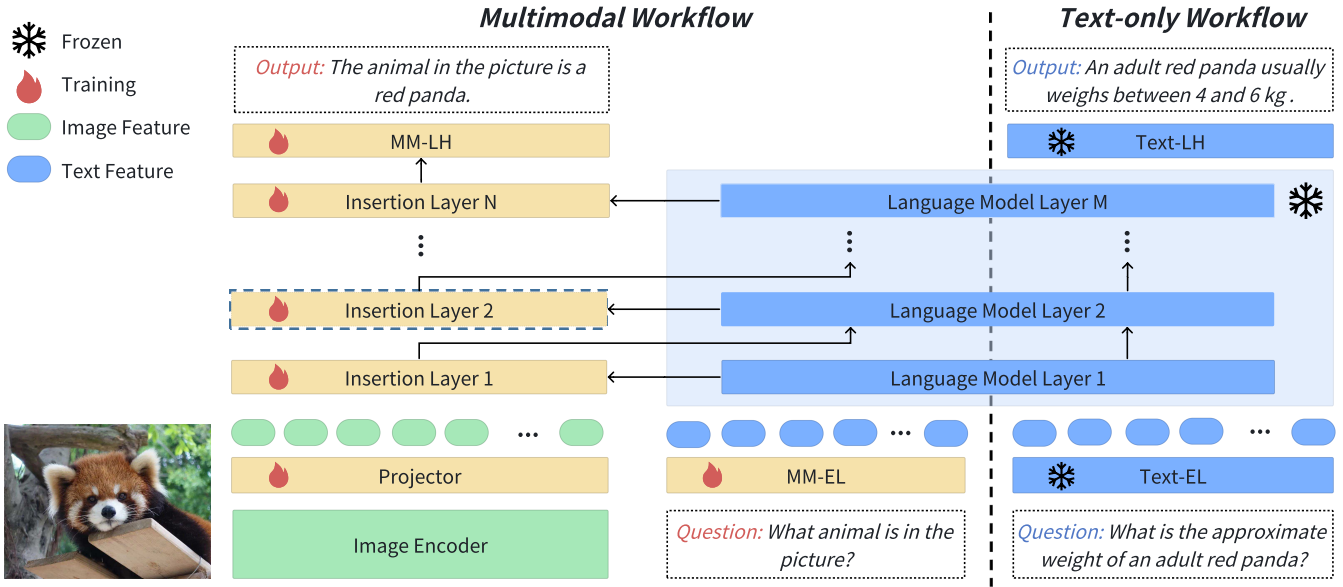 Multimodal Workflow
Text-only Workflow
Frozen
Training
Image Feature
Text Feature
Output: The animal in the picture is a
red panda.
Output: An adult red panda usually
weighs between 4 and 6 kg .
MM-LH
Text-LH
Insertion Layer N
Language Model Layer M
Insertion Layer 2
Language Model Layer 2
Insertion Layer 1
Language Model Layer 1
Projector
MM-EL
Text-EL
Image Encoder
Question: What animal is in the
picture?
Question: What is the approximate
weight of an adult red panda?